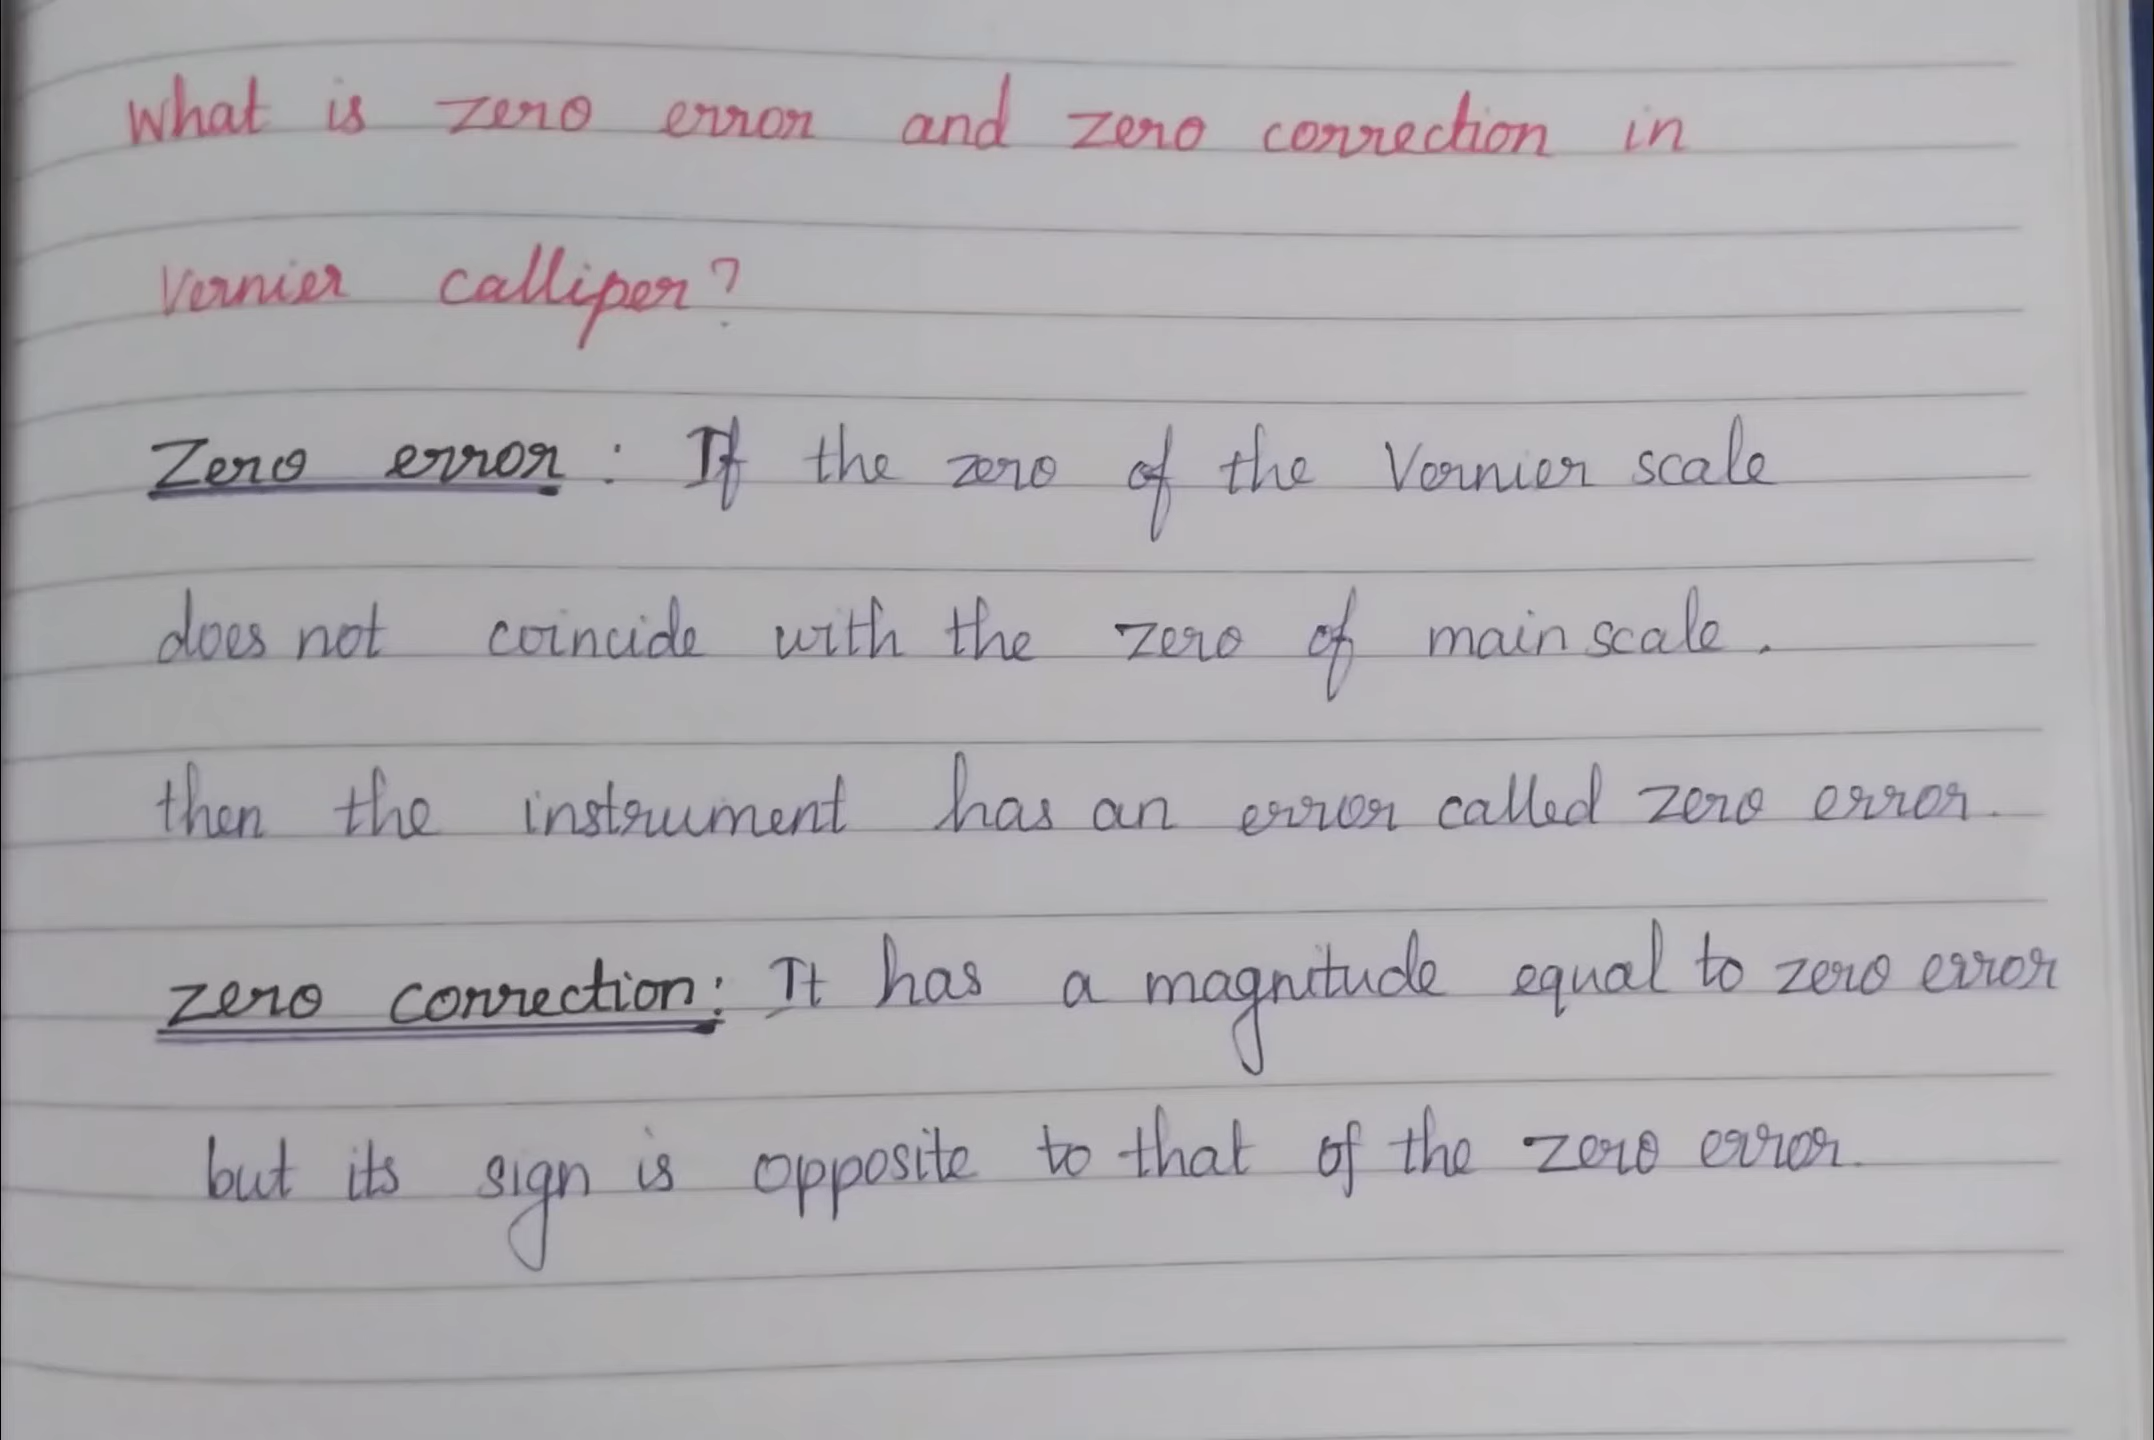 What is zero error and zero correction in
Vernier calliper?
Zero error : If the zero of the Vernier scale
does not coincide with the zero of main scale.
then the instrument has an error called zero error.
zero correction: It has a magnitude equal to zero error
but its sign is opposite to that of the zero error.